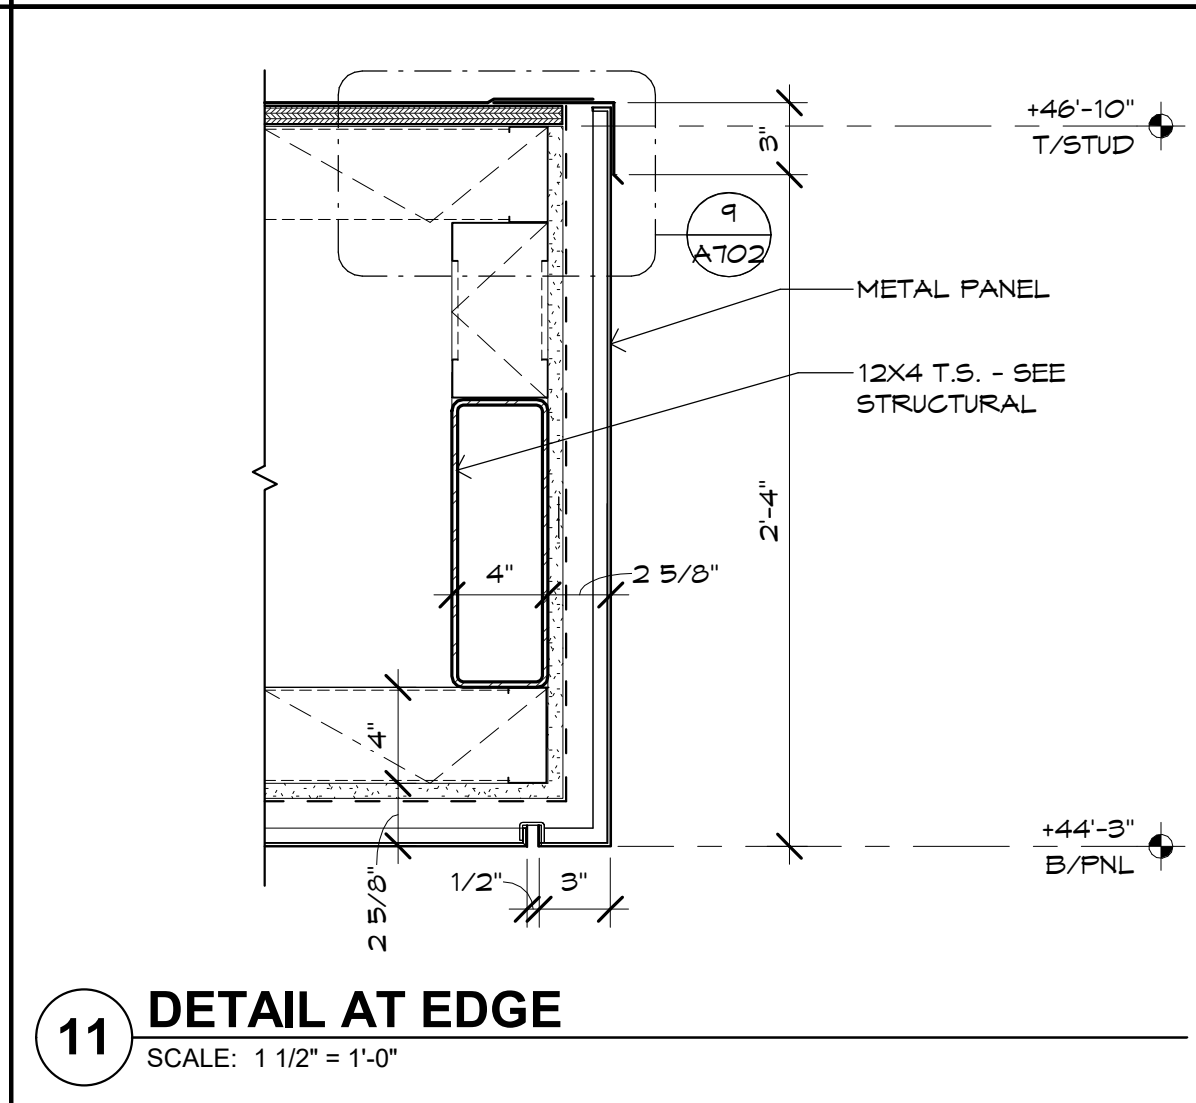 +46'-10"
T/STUD
3"
9
A702
METAL PANEL
12X4 T.S. - SEE
STRUCTURAL
2'-4"
4"
2 5/8"
4"
2 5/8"
+44'-3"
B/PNL
1/2"
3"
11
DETAIL AT EDGE
SCALE: 1 1/2" = 1'-0"